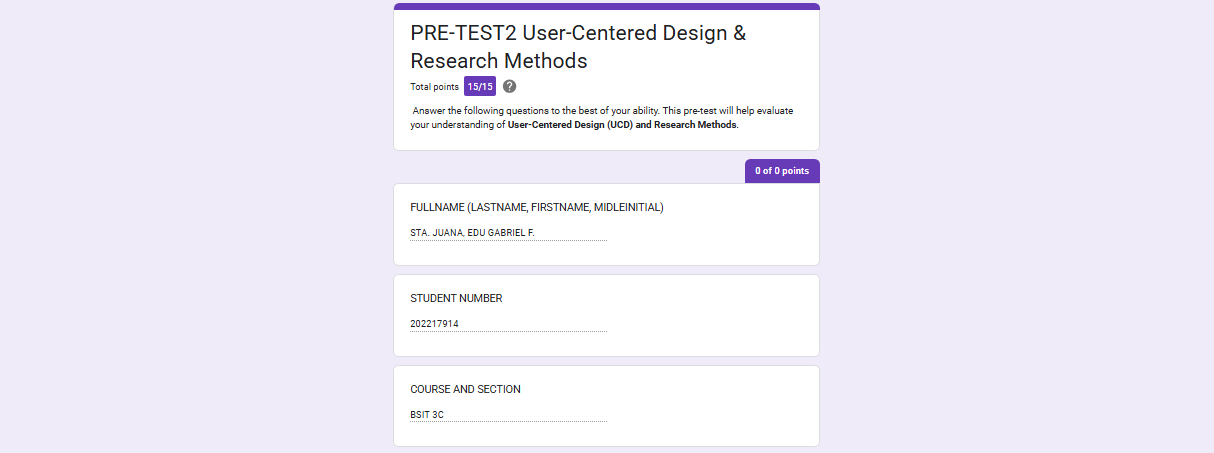 PRE-TEST2 User-Centered Design &
Research Methods
Total points 15/15 ?
Answer the following questions to the best of your ability. This pre-test will help evaluate
your understanding of User-Centered Design (UCD) and Research Methods.
0 of 0 points
FULLNAME (LASTNAME, FIRSTNAME, MIDLEINITIAL)
STA. JUANA, EDU GABRIEL F.
STUDENT NUMBER
202217914
COURSE AND SECTION
BSIT 3C